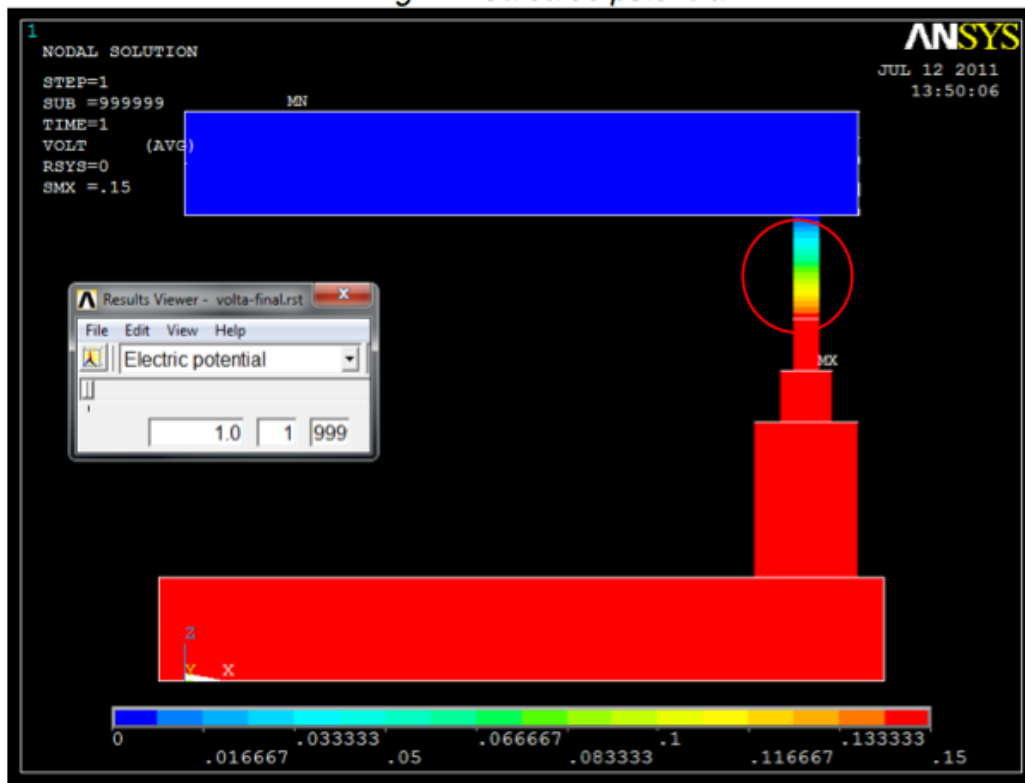 1
NODAL SOLUTION
STEP=1
SUB =999999
TIME=1
VOLT (AVG)
RSYS=0
SMX =.15
ANSYS
JUL 12 2011
13:50:06
MN
Results Viewer - volta-final.rst
File Edit View Help
Electric potential
1.0 1 999
MX
Z
Y X
0 .033333 .066667 .1 .133333
.016667 .05 .083333 .116667 .15